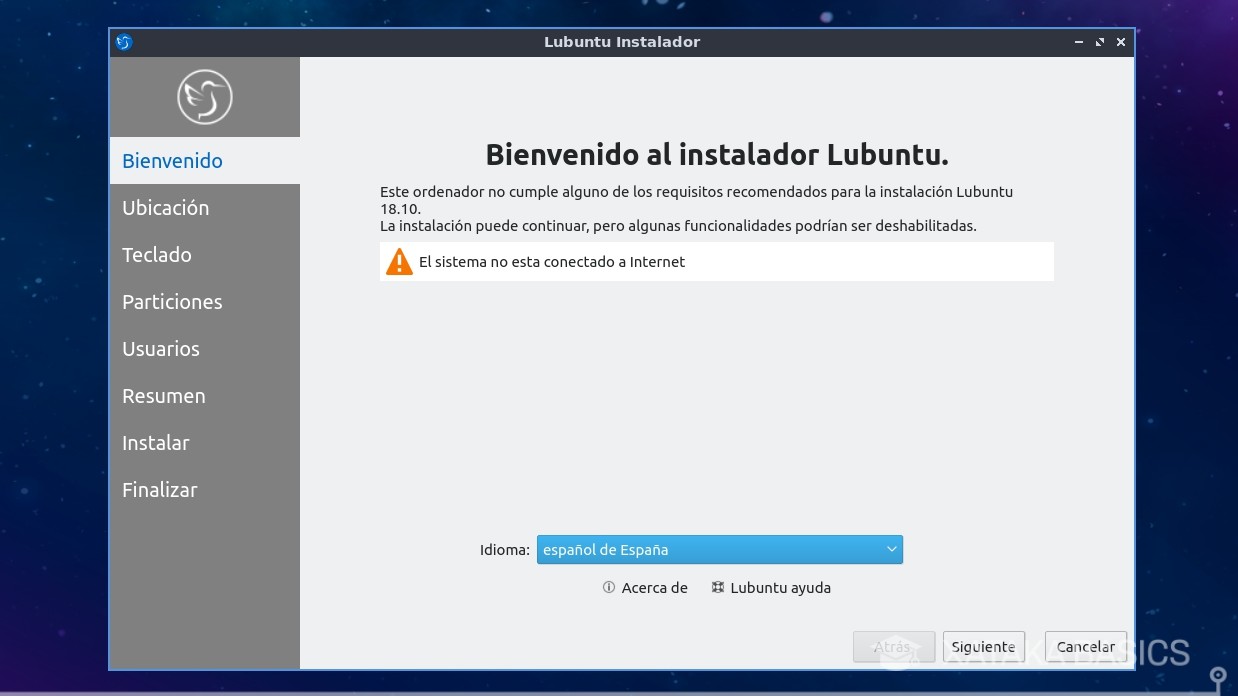 Lubuntu Instalador
Bienvenido
Ubicación
Teclado
Particiones
Usuarios
Resumen
Instalar
Finalizar
Bienvenido al instalador Lubuntu.
Este ordenador no cumple alguno de los requisitos recomendados para la instalación Lubuntu
18.10.
La instalación puede continuar, pero algunas funcionalidades podrían ser deshabilitadas.
El sistema no esta conectado a Internet
Idioma: español de España
Acerca de Lubuntu ayuda
Atrás Siguiente Cancelar
XATAKA BASICS